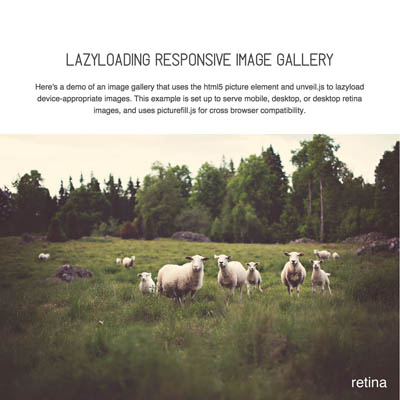 LAZYLOADING RESPONSIVE IMAGE GALLERY
Here's a demo of an image gallery that uses the html5 picture element and unveil.js to lazyload
device-appropriate images. This example is set up to serve mobile, desktop, or desktop retina
images, and uses picturefill.js for cross browser compatibility.
retina